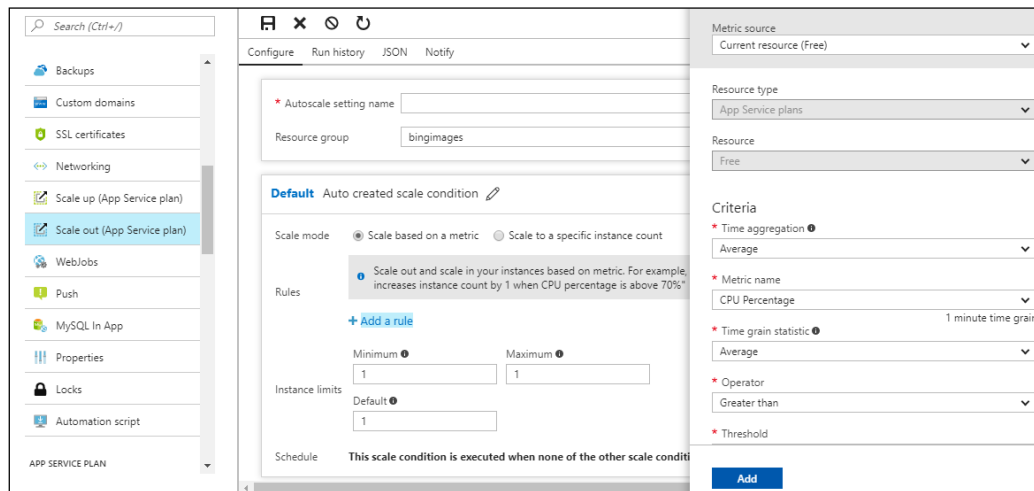 Search (Ctrl+/)
Backups
Custom domains
SSL certificates
Networking
Scale up (App Service plan)
Scale out (App Service plan)
WebJobs
Push
MySQL In App
Properties
Locks
Automation script
APP SERVICE PLAN
Configure Run history JSON Notify
* Autoscale setting name
Resource group bingimages
Default Auto created scale condition
Scale mode Scale based on a metric Scale to a specific instance count
Rules
Scale out and scale in your instances based on metric. For example,
increases instance count by 1 when CPU percentage is above 70%"
+ Add a rule
Instance limits
Minimum Maximum
1 1
Default
1
Schedule This scale condition is executed when none of the other scale conditi
Metric source
Current resource (Free)
Resource type
App Service plans
Resource
Free
Criteria
* Time aggregation
Average
* Metric name
CPU Percentage
1 minute time grain
* Time grain statistic
Average
* Operator
Greater than
* Threshold
Add